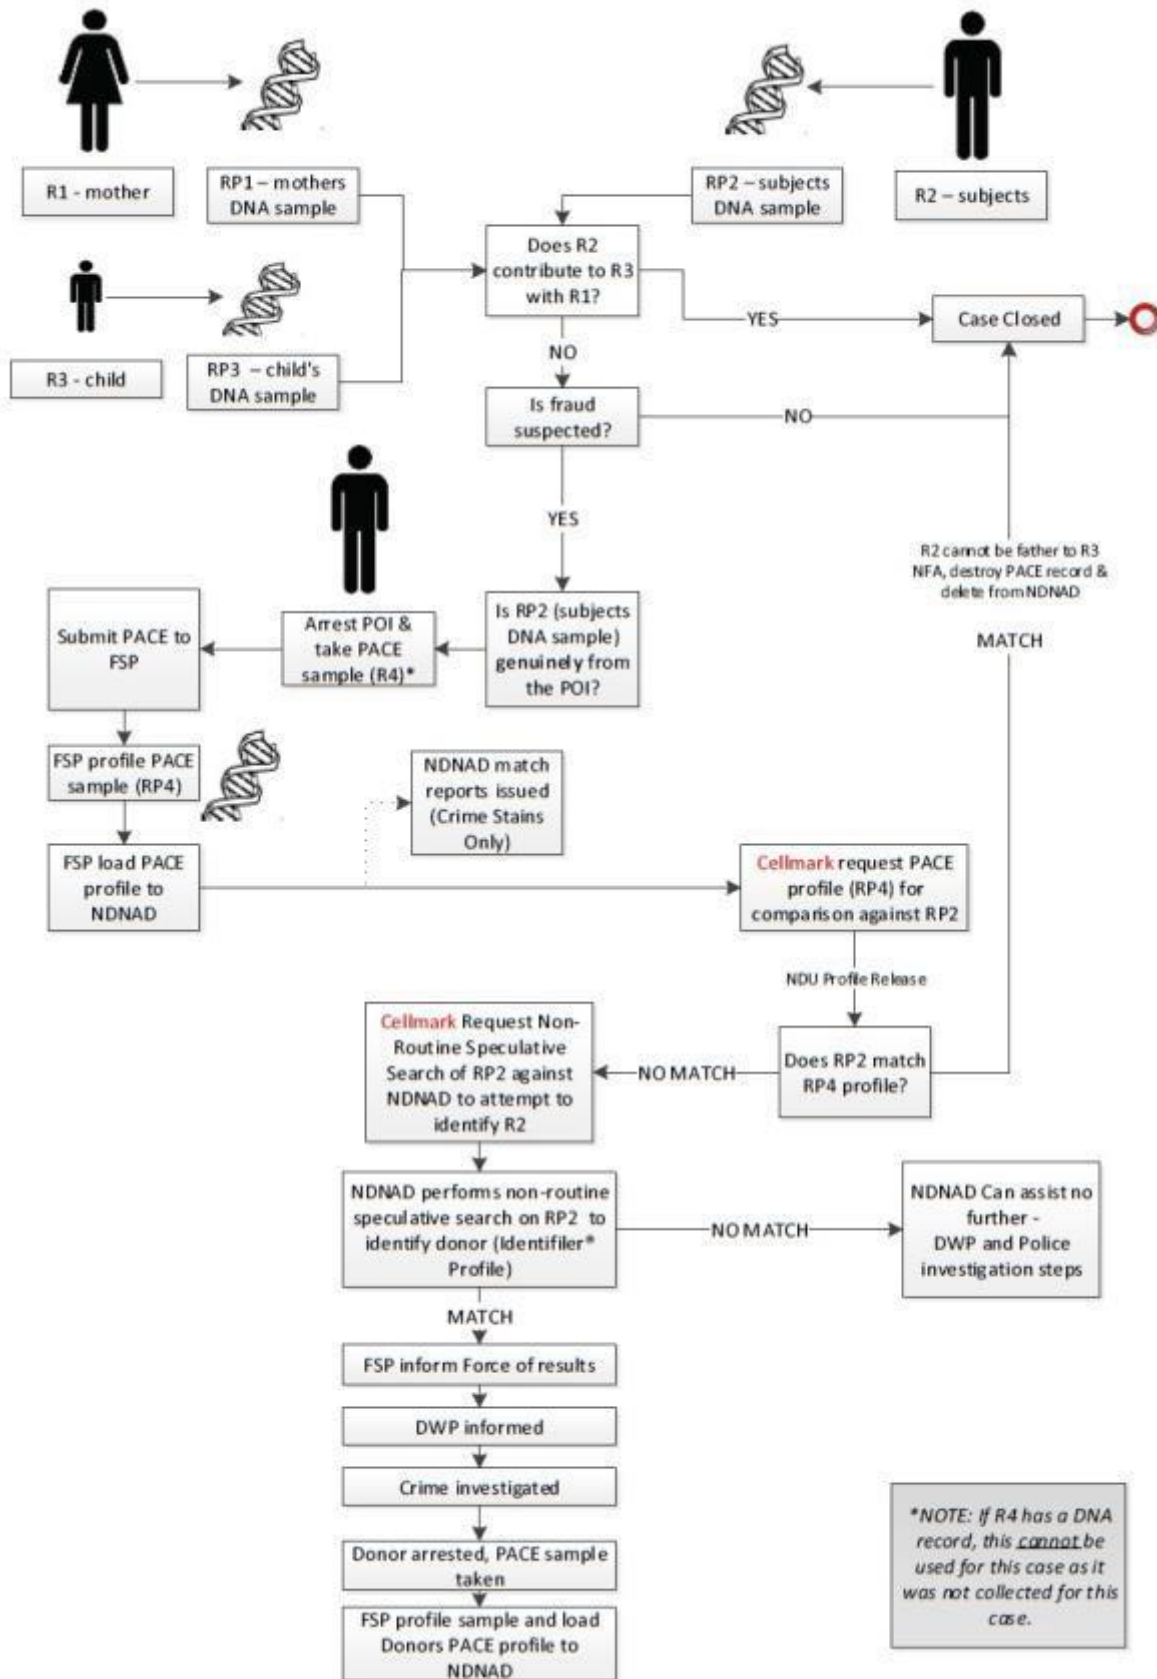 R1 - mother
RP1 – mothers
DNA sample
RP2 – subjects
DNA sample
R2 – subjects
Does R2
contribute to R3
with R1?
YES
Case Closed
R3 - child
RP3 – child's
DNA sample
NO
Is fraud
suspected?
NO
YES
R2 cannot be father to R3
NFA, destroy PACE record &
delete from NDNAD
MATCH
Submit PACE to
FSP
Arrest POI &
take PACE
sample (R4)*
Is RP2 (subjects
DNA sample)
genuinely from
the POI?
FSP profile PACE
sample (RP4)
NDNAD match
reports issued
(Crime Stains
Only)
FSP load PACE
profile to
NDNAD
Cellmark request PACE
profile (RP4) for
comparison against RP2
NDU Profile Release
Cellmark Request Non-
Routine Speculative
Search of RP2 against
NDNAD to attempt to
identify R2
NO MATCH
Does RP2 match
RP4 profile?
NDNAD performs non-routine
speculative search on RP2 to
identify donor (Identifiler®
Profile)
NO MATCH
NDNAD Can assist no
further -
DWP and Police
investigation steps
MATCH
FSP inform Force of results
DWP informed
Crime investigated
Donor arrested, PACE sample
taken
FSP profile sample and load
Donors PACE profile to
NDNAD
*NOTE: If R4 has a DNA
record, this cannot be
used for this case as it
was not collected for this
case.